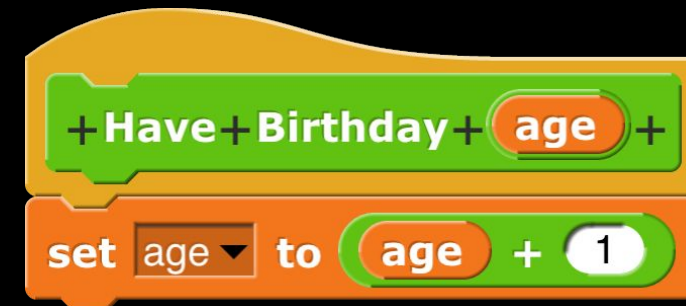 +Have+Birthday+ age +
set age to age + 1